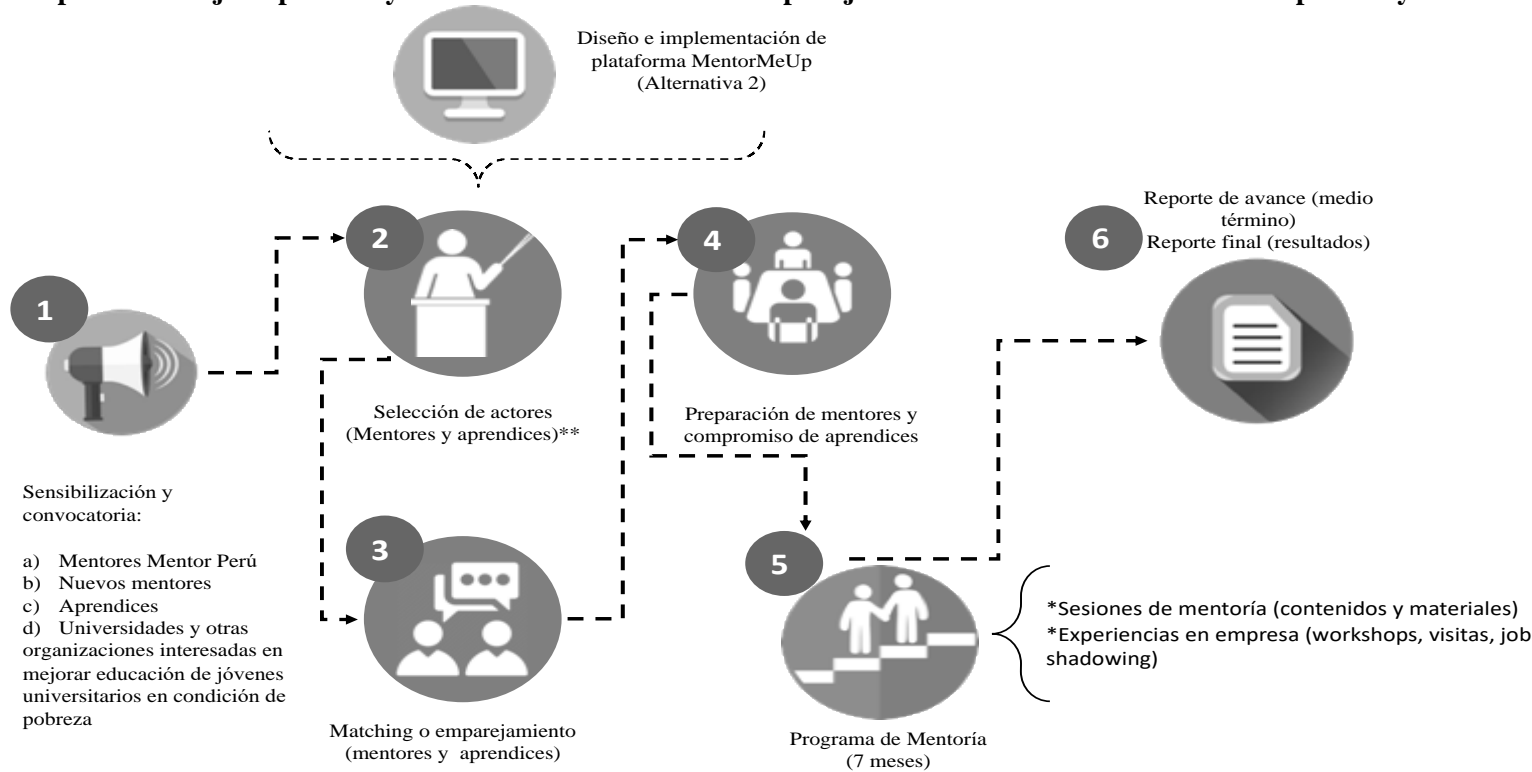 Diseño e implementación de
plataforma MentorMeUp
(Alternativa 2)
1
Sensibilización y
convocatoria:
a) Mentores Mentor Perú
b) Nuevos mentores
c) Aprendices
d) Universidades y otras
organizaciones interesadas en
mejorar educación de jóvenes
universitarios en condición de
pobreza
2
Selección de actores
(Mentores y aprendices)**
3
Matching o emparejamiento
(mentores y aprendices)
4
Preparación de mentores y
compromiso de aprendices
5
Programa de Mentoría
(7 meses)
*Sesiones de mentoría (contenidos y materiales)
*Experiencias en empresa (workshops, visitas, job
shadowing)
6
Reporte de avance (medio
término)
Reporte final (resultados)